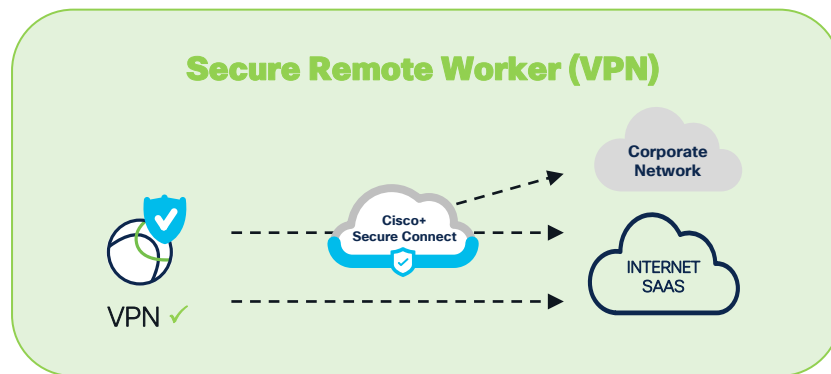 Secure Remote Worker (VPN)
Corporate
Network
Cisco+
Secure Connect
INTERNET
SAAS
VPN ✓